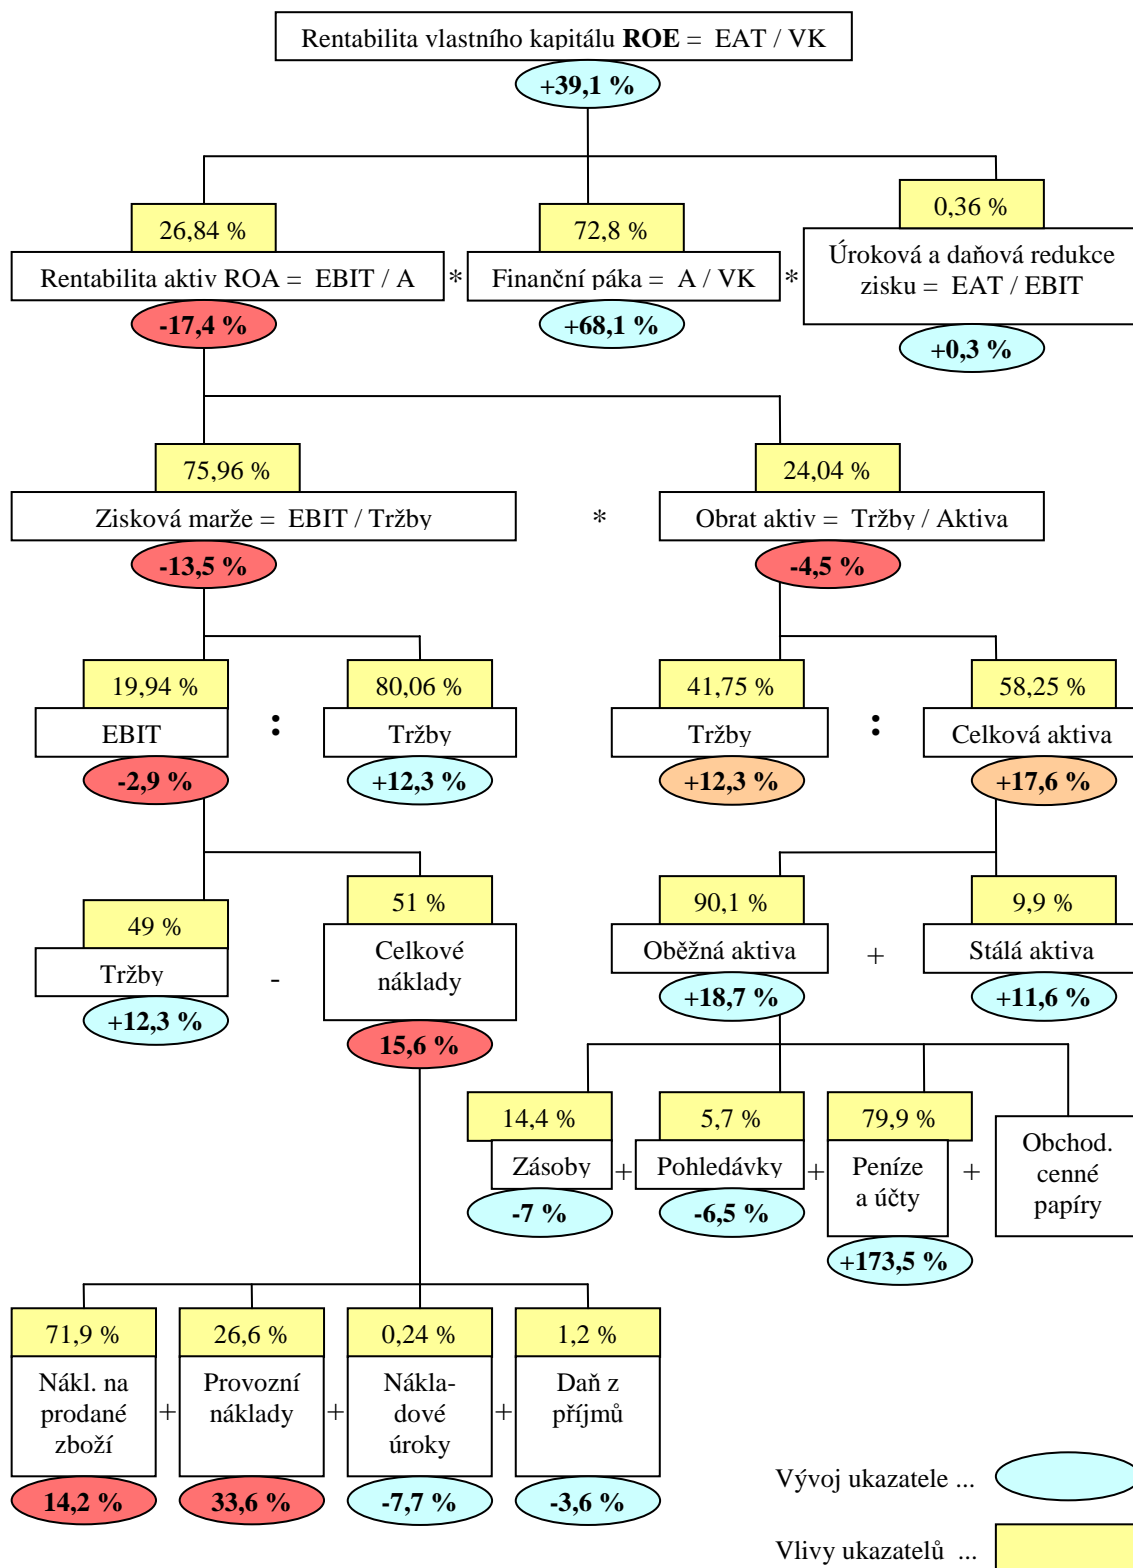 Rentabilita vlastního kapitálu ROE = EAT / VK
+39,1 %
26,84 %
72,8 %
0,36 %
Rentabilita aktiv ROA = EBIT / A
*
Finanční páka = A / VK
*
Úroková a daňová redukce
zisku = EAT / EBIT
-17,4 %
+68,1 %
+0,3 %
75,96 %
24,04 %
Zisková marže = EBIT / Tržby
*
Obrat aktiv = Tržby / Aktiva
-13,5 %
-4,5 %
19,94 %
80,06 %
41,75 %
58,25 %
EBIT
:
Tržby
Tržby
:
Celková aktiva
-2,9 %
+12,3 %
+12,3 %
+17,6 %
49 %
51 %
90,1 %
9,9 %
Tržby
-
Celkové
náklady
Oběžná aktiva
+
Stálá aktiva
+12,3 %
15,6 %
+18,7 %
+11,6 %
14,4 %
5,7 %
79,9 %
Zásoby
+
Pohledávky
+
Peníze
a účty
+
Obchod.
cenné
papíry
-7 %
-6,5 %
+173,5 %
71,9 %
26,6 %
0,24 %
1,2 %
Nákl. na
prodané
zboží
+
Provozní
náklady
+
Nákla-
dové
úroky
+
Daň z
příjmů
14,2 %
33,6 %
-7,7 %
-3,6 %
Vývoj ukazatele ...
Vlivy ukazatelů ...